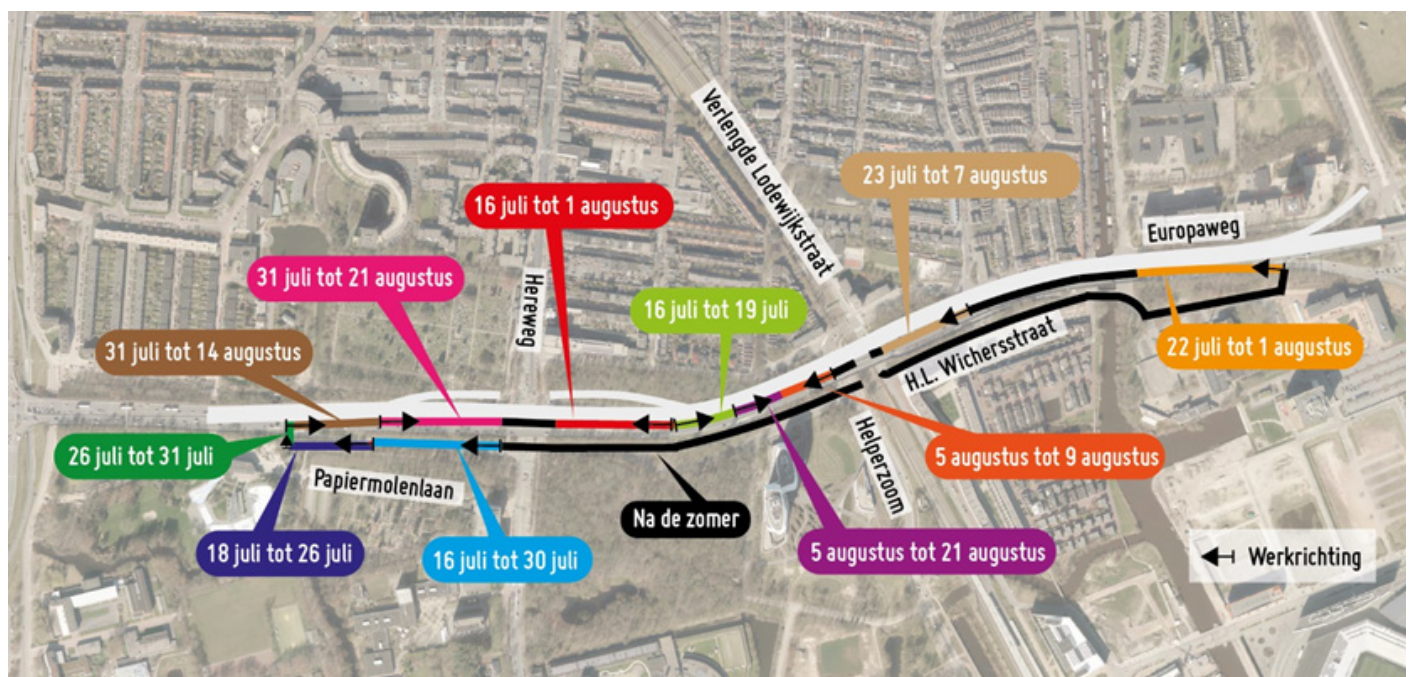 Verlengde Lodewijkstraat
23 juli tot 7 augustus
16 juli tot 1 augustus
Europaweg
31 juli tot 21 augustus
Hereweg
16 juli tot 19 juli
31 juli tot 14 augustus
H.L. Wichersstraat
22 juli tot 1 augustus
26 juli tot 31 juli
Papiermolenlaan
Helperzoom
5 augustus tot 9 augustus
Na de zomer
18 juli tot 26 juli
16 juli tot 30 juli
5 augustus tot 21 augustus
Werkrichting